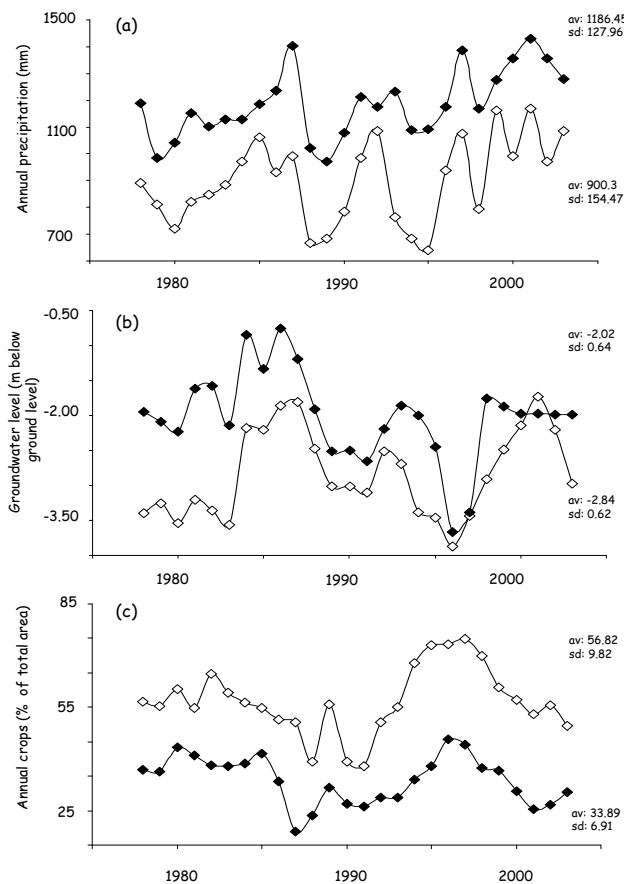 Annual precipitation (mm)
1500
1100
700
(a)
av: 1186.45
sd: 127.96
av: 900.3
sd: 154.47
1980
1990
2000
Groundwater level (m below
ground level)
-0.50
-2.00
-3.50
(b)
av: -2.02
sd: 0.64
av: -2.84
sd: 0.62
1980
1990
2000
Annual crops (% of total area)
85
55
25
(c)
av: 56.82
sd: 9.82
av: 33.89
sd: 6.91
1980
1990
2000